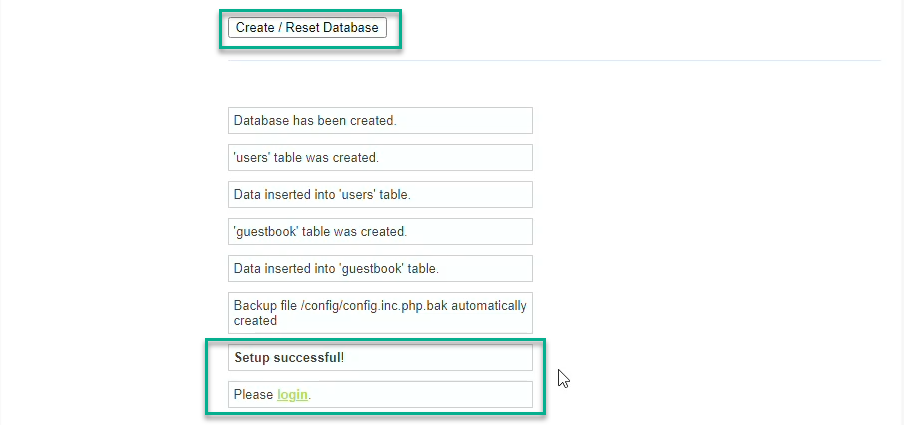 Create / Reset Database
Database has been created.
'users' table was created.
Data inserted into 'users' table.
'guestbook' table was created.
Data inserted into 'guestbook' table.
Backup file /config/config.inc.php.bak automatically
created
Setup successful!
Please login.